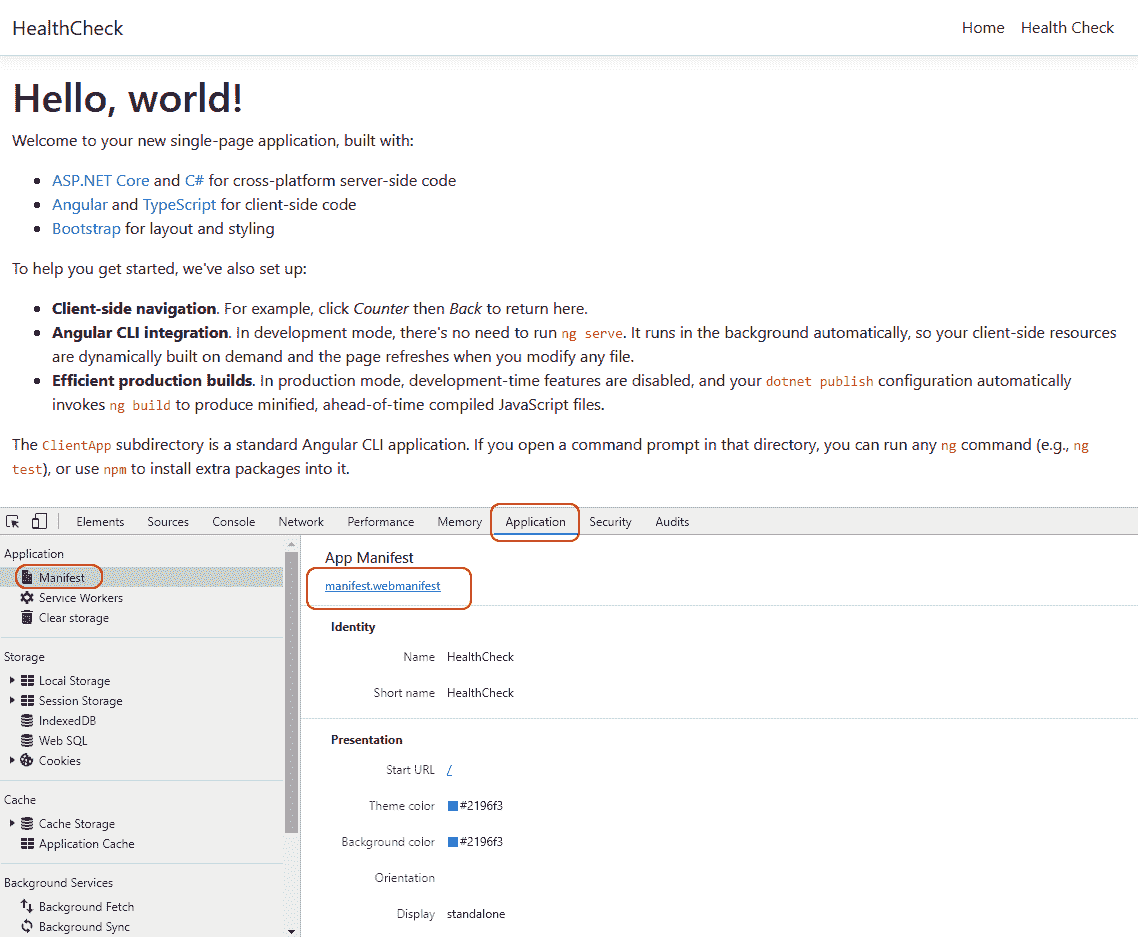 HealthCheck
Home Health Check
Hello, world!
Welcome to your new single-page application, built with:
ASP.NET Core and C# for cross-platform server-side code
Angular and TypeScript for client-side code
Bootstrap for layout and styling
To help you get started, we've also set up:
Client-side navigation. For example, click Counter then Back to return here.
Angular CLI integration. In development mode, there's no need to run ng serve. It runs in the background automatically, so your client-side resources
are dynamically built on demand and the page refreshes when you modify any file.
Efficient production builds. In production mode, development-time features are disabled, and your dotnet publish configuration automatically
invokes ng build to produce minified, ahead-of-time compiled JavaScript files.
The ClientApp subdirectory is a standard Angular CLI application. If you open a command prompt in that directory, you can run any ng command (e.g., ng
test), or use npm to install extra packages into it.
Elements Sources Console Network Performance Memory Application Security Audits
Application
Manifest
Service Workers
Clear storage
Storage
Local Storage
Session Storage
IndexedDB
Web SQL
Cookies
Cache
Cache Storage
Application Cache
Background Services
Background Fetch
Background Sync
App Manifest
manifest.webmanifest
Identity
Name HealthCheck
Short name HealthCheck
Presentation
Start URL /
Theme color #2196f3
Background color #2196f3
Orientation
Display standalone